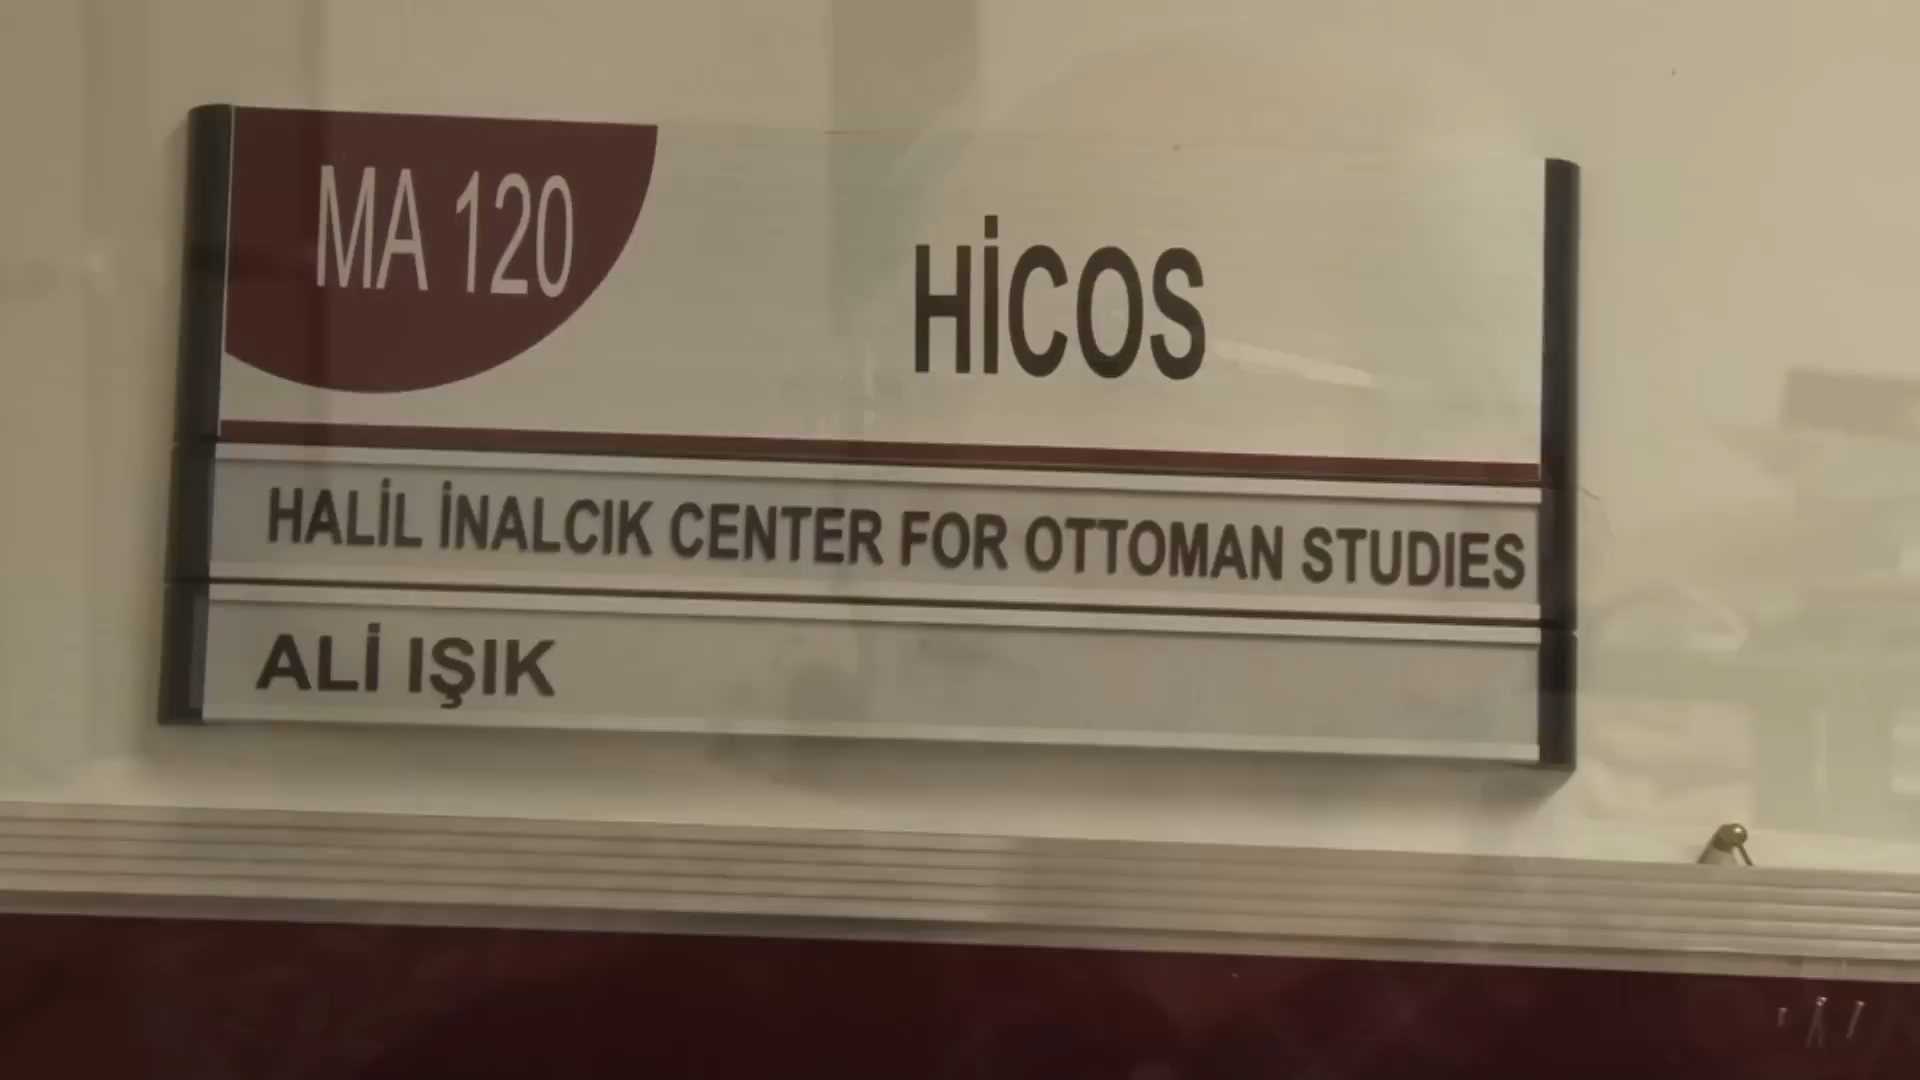 MA 120
HİCOS
HALİL İNALCIK CENTER FOR OTTOMAN STUDIES
ALİ IŞIK